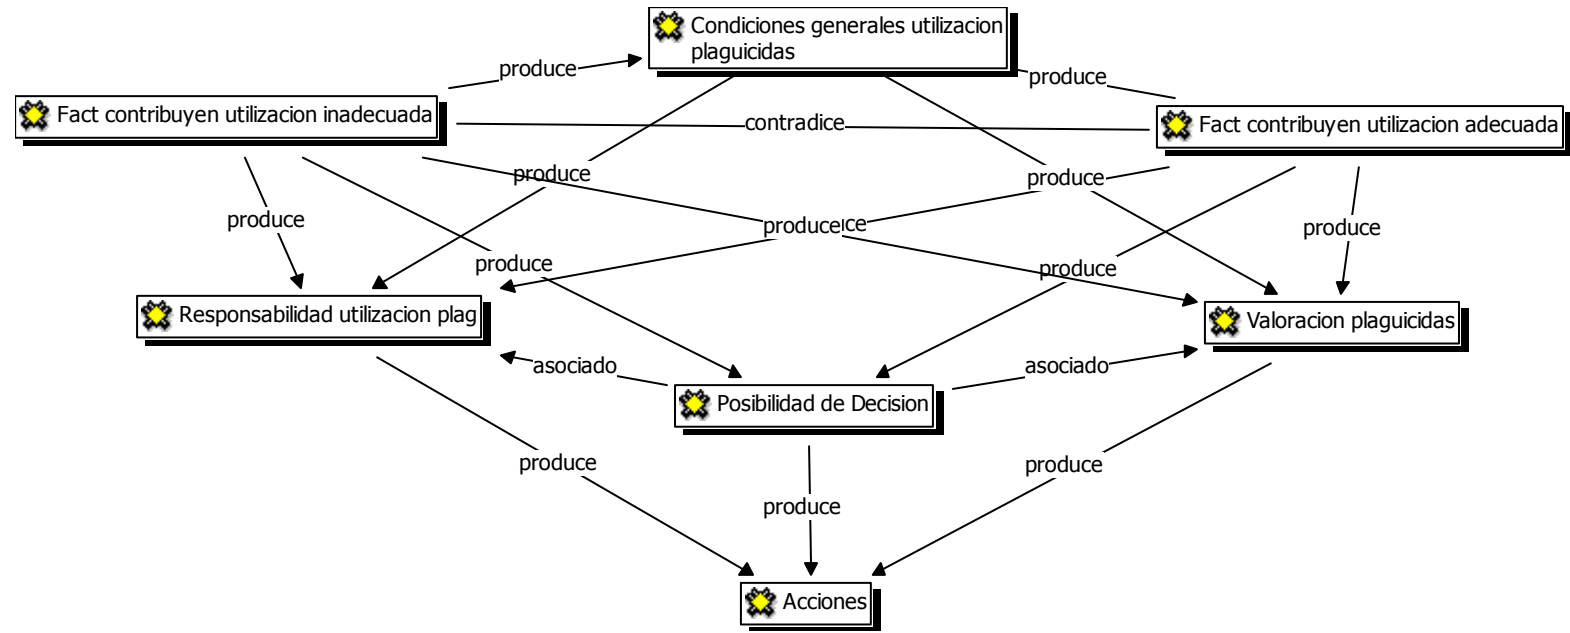 Condiciones generales utilizacion
plaguicidas
produce
produce
Fact contribuyen utilizacion inadecuada
contradice
Fact contribuyen utilizacion adecuada
produce
produce
produce
produce
produce
produce
produce
Responsabilidad utilizacion plag
Valoracion plaguicidas
asociado
asociado
Posibilidad de Decision
produce
produce
produce
Acciones